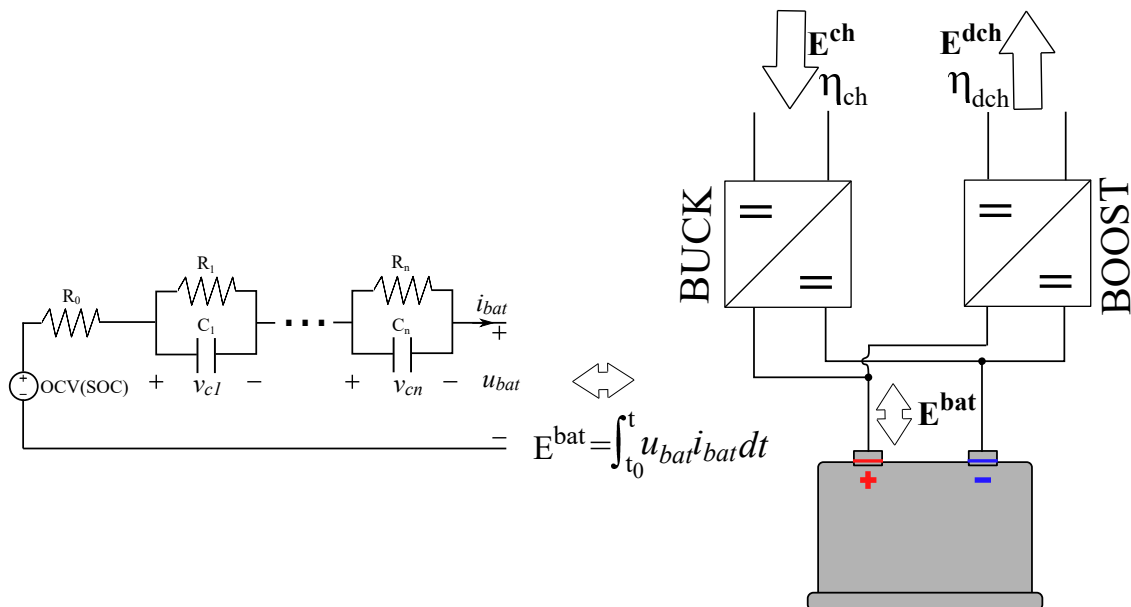 E^ch
η_ch
E^dch
η_dch
BUCK
BOOST
R_0
R_1
C_1
R_n
C_n
i_bat
+
+ v_c1 −
+ v_cn −
u_bat
+
−
OCV(SOC)
−
E^bat=∫_t0^t u_bat i_bat dt
E^bat
+ −